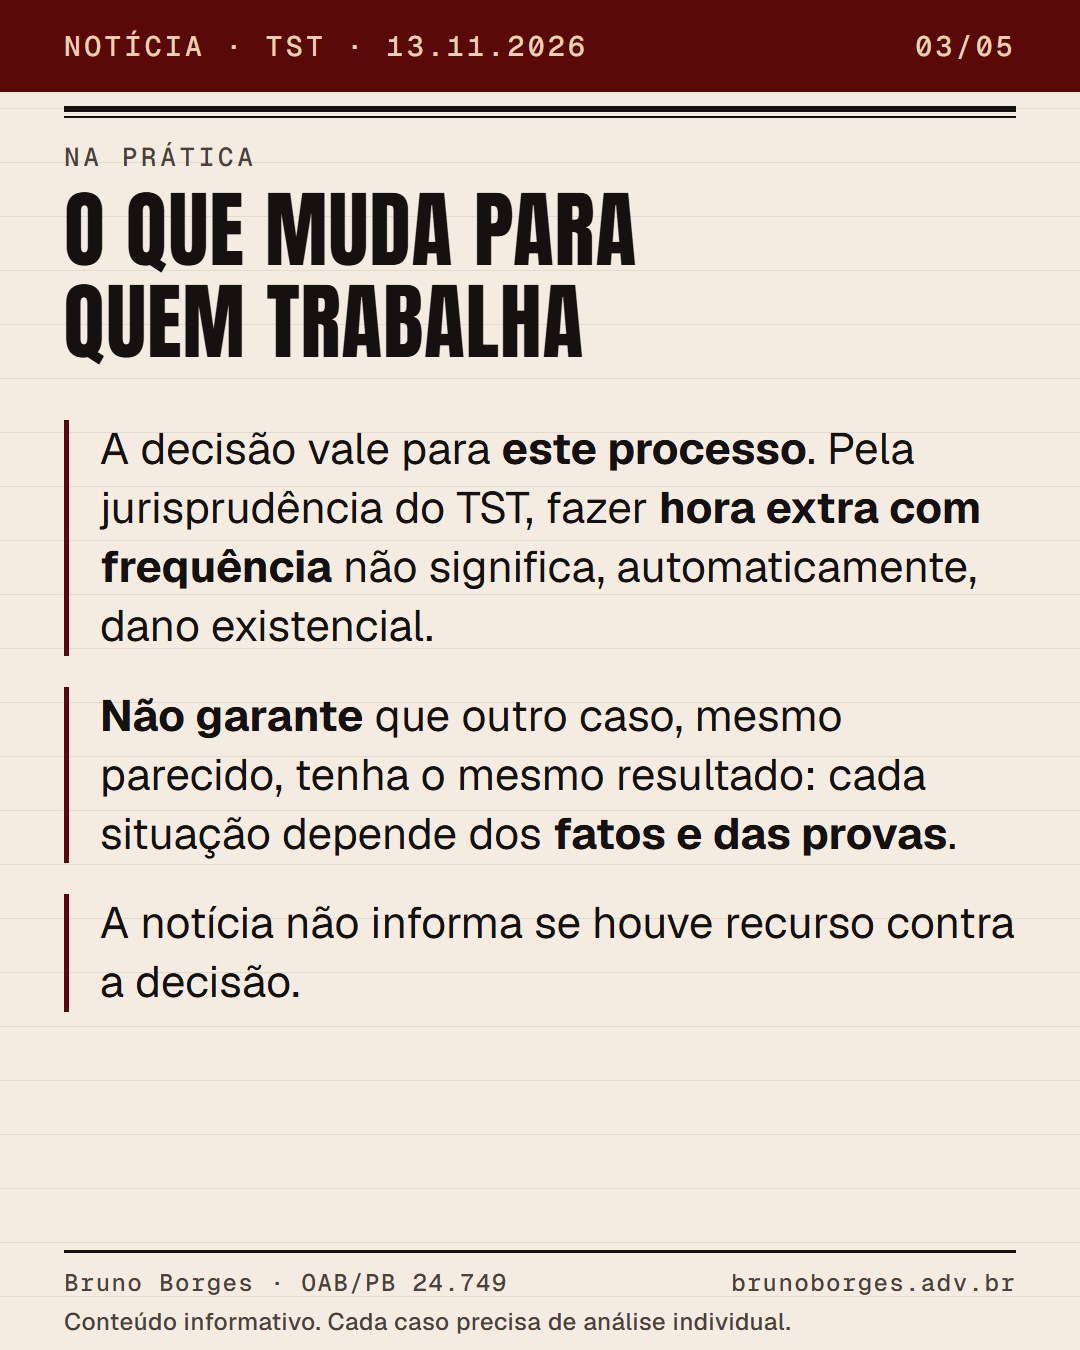 NOTÍCIA · TST · 13.11.2026 03/05
NA PRÁTICA
O QUE MUDA PARA
QUEM TRABALHA
A decisão vale para este processo. Pela
jurisprudência do TST, fazer hora extra com
frequência não significa, automaticamente,
dano existencial.
Não garante que outro caso, mesmo
parecido, tenha o mesmo resultado: cada
situação depende dos fatos e das provas.
A notícia não informa se houve recurso contra
a decisão.
Bruno Borges · OAB/PB 24.749 brunoborges.adv.br
Conteúdo informativo. Cada caso precisa de análise individual.